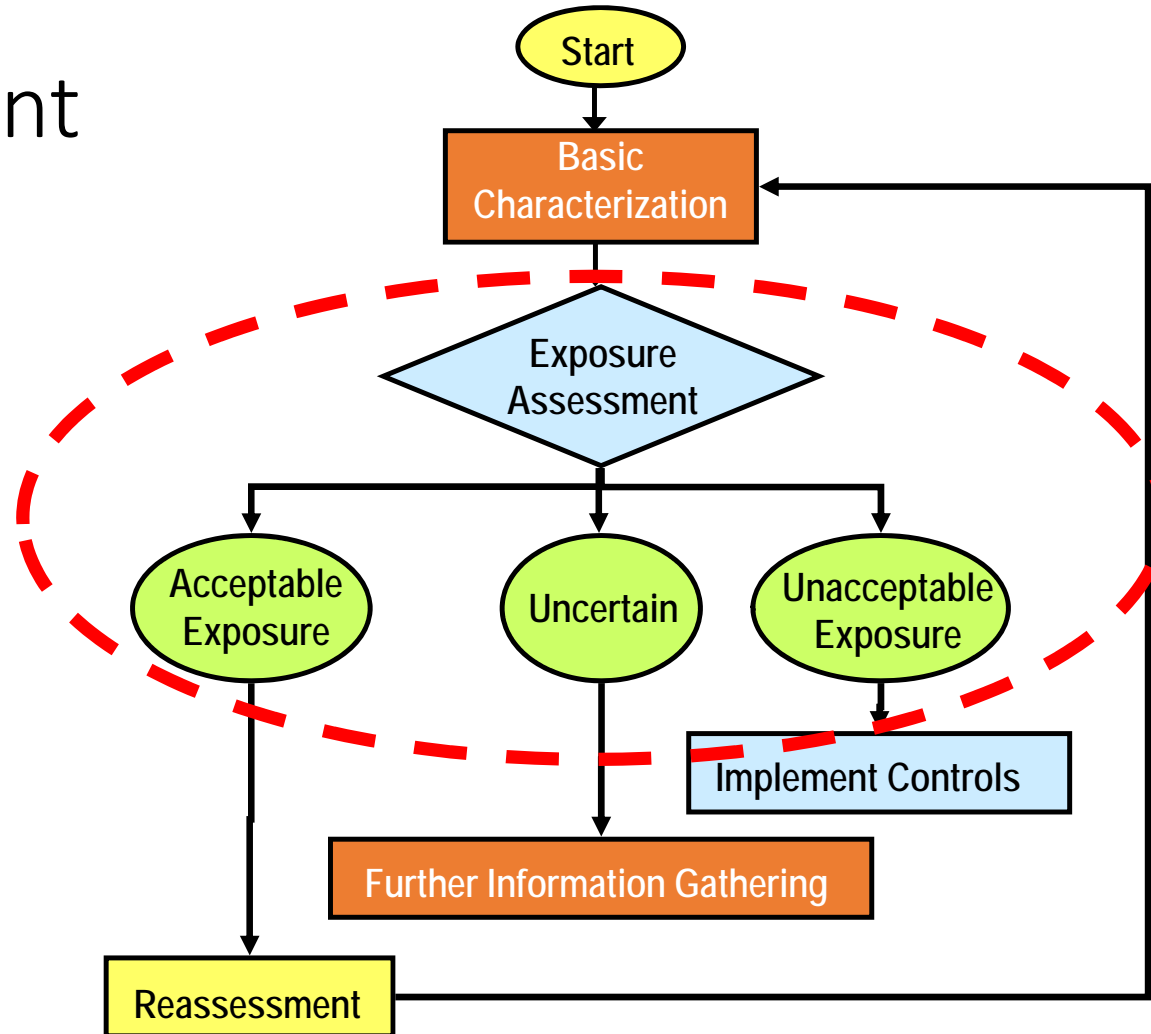 nt
Start
Basic
Characterization
Exposure
Assessment
Acceptable
Exposure
Uncertain
Unacceptable
Exposure
Implement Controls
Further Information Gathering
Reassessment